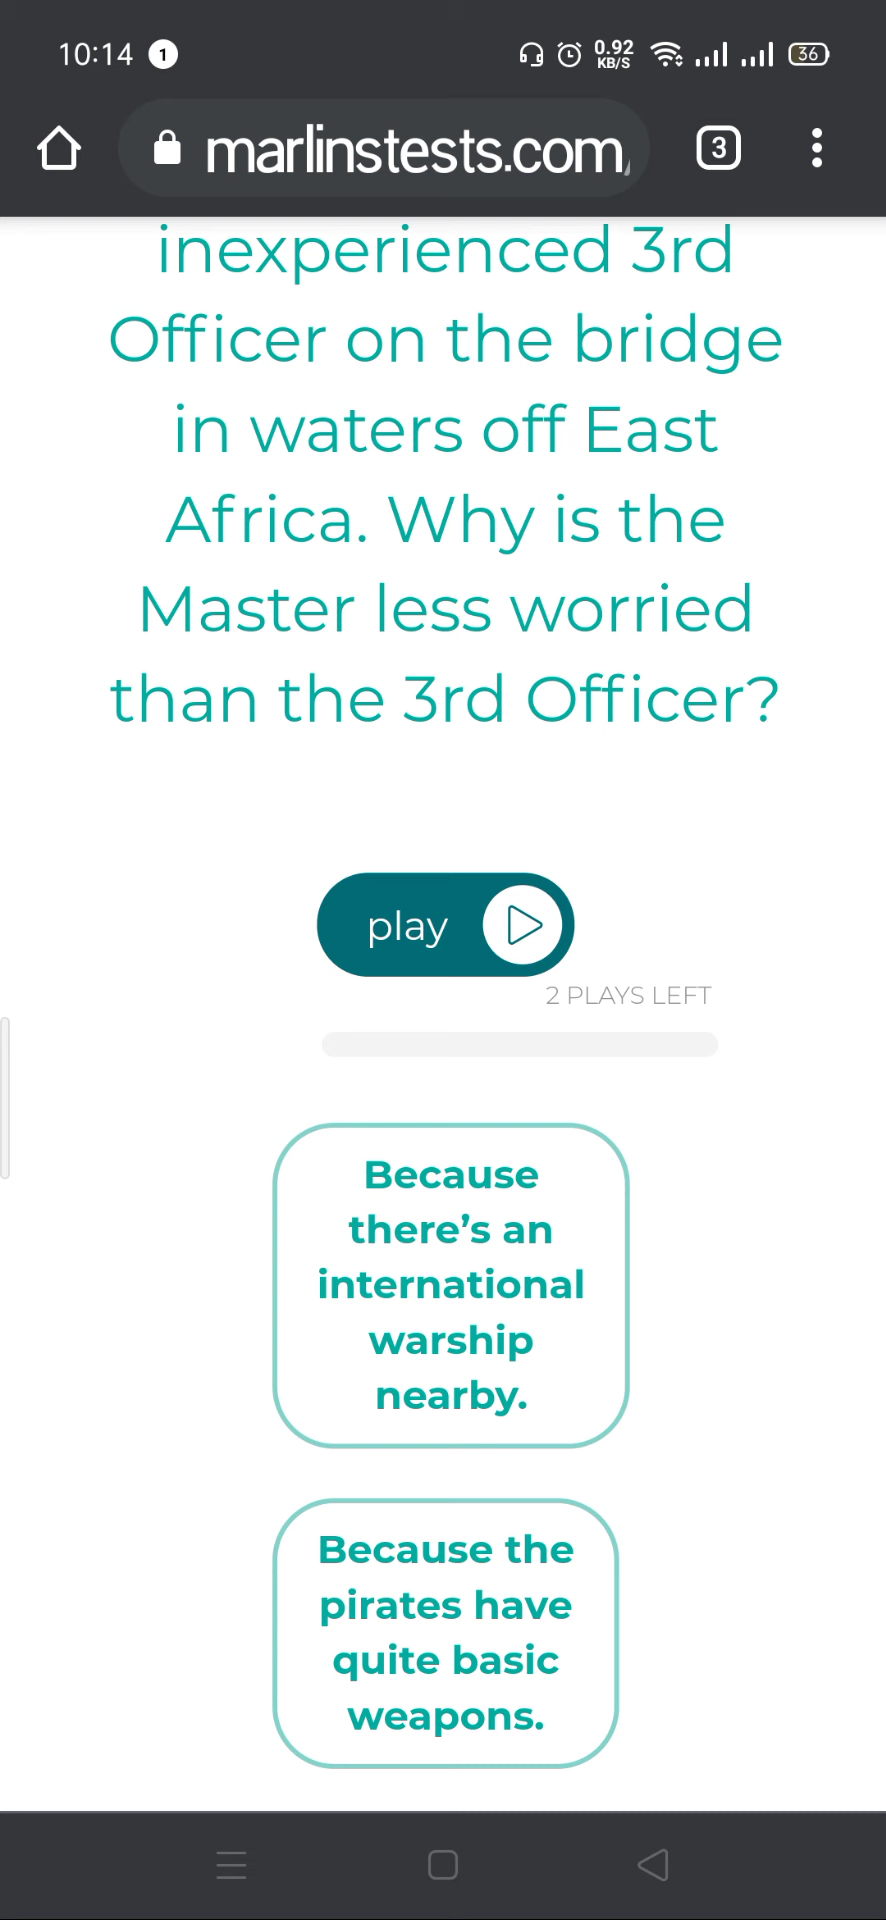 10:14 1 0.92 KB/S 36
marlinstests.com 3
inexperienced 3rd
Officer on the bridge
in waters off East
Africa. Why is the
Master less worried
than the 3rd Officer?
play
2 PLAYS LEFT
Because
there’s an
international
warship
nearby.
Because the
pirates have
quite basic
weapons.